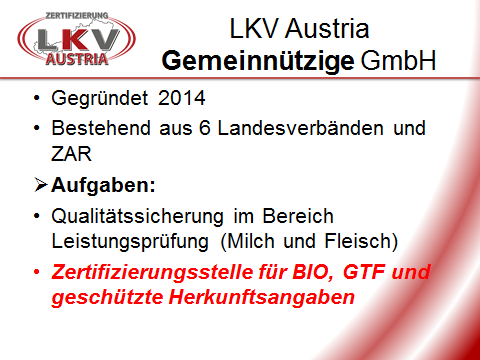 ZERTIFIZIERUNG
LKV
AUSTRIA
LKV Austria
Gemeinnützige GmbH
• Gegründet 2014
• Bestehend aus 6 Landesverbänden und
ZAR
➢ Aufgaben:
• Qualitätssicherung im Bereich
Leistungsprüfung (Milch und Fleisch)
• Zertifizierungsstelle für BIO, GTF und
geschützte Herkunftsangaben